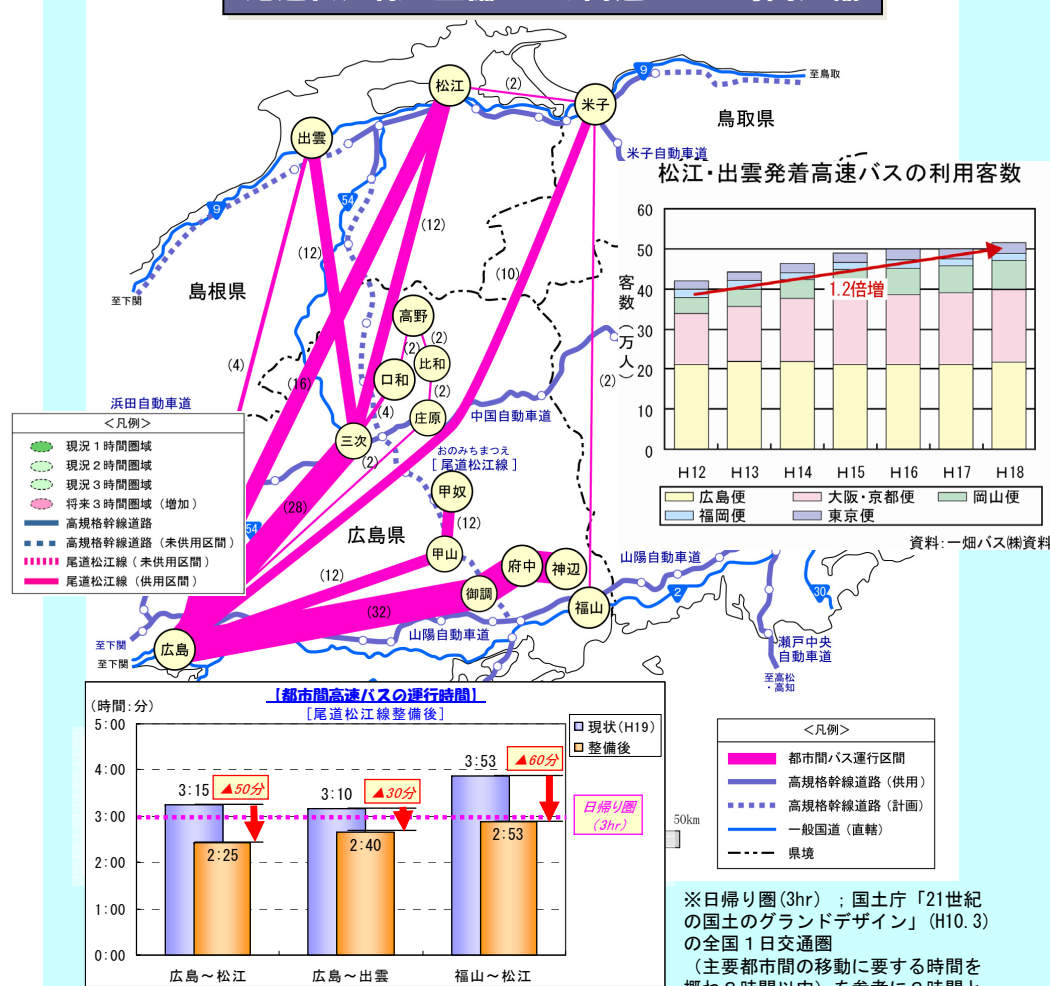 松江
(2)
9
至鳥取
米子
鳥取県
出雲
米子自動車道
54
9
(12)
(12)
(10)
至下関
島根県
高野
(2)
(2)
比和
口和
(2)
(4)
(16)
(4)
(2)
庄原
中国自動車道
浜田自動車道
三次
(2)
おのみちまつえ
[尾道松江線]
甲奴
(28)
広島県
(12)
54
甲山
府中
神辺
山陽自動車道
(12)
御調
(32)
福山
2
30
広島
山陽自動車道
至下関
至下関
瀬戸中央
自動車道
至高松
・高知
松江・出雲発着高速バスの利用客数
客数(万人)
60
50
40
30
20
10
0
1.2倍増
H12 H13 H14 H15 H16 H17 H18
広島便 大阪・京都便 岡山便
福岡便 東京便
資料:一畑バス㈱資料
<凡例>
現況1時間圏域
現況2時間圏域
現況3時間圏域
将来3時間圏域(増加)
高規格幹線道路
高規格幹線道路(未供用区間)
尾道松江線(未供用区間)
尾道松江線(供用区間)
【都市間高速バスの運行時間】
[尾道松江線整備後]
(時間:分)
5:00
4:00
3:00
2:00
1:00
0:00
現状(H19)
整備後
3:15
▲50分
2:25
3:10
▲30分
2:40
3:53
▲60分
2:53
日帰り圏
(3hr)
広島~松江
広島~出雲
福山~松江
50km
<凡例>
都市間バス運行区間
高規格幹線道路(供用)
高規格幹線道路(計画)
一般国道(直轄)
県境
※日帰り圏(3hr) ;国土庁「21世紀
の国土のグランドデザイン」(H10.3)
の全国1日交通圏
(主要都市間の移動に要する時間を